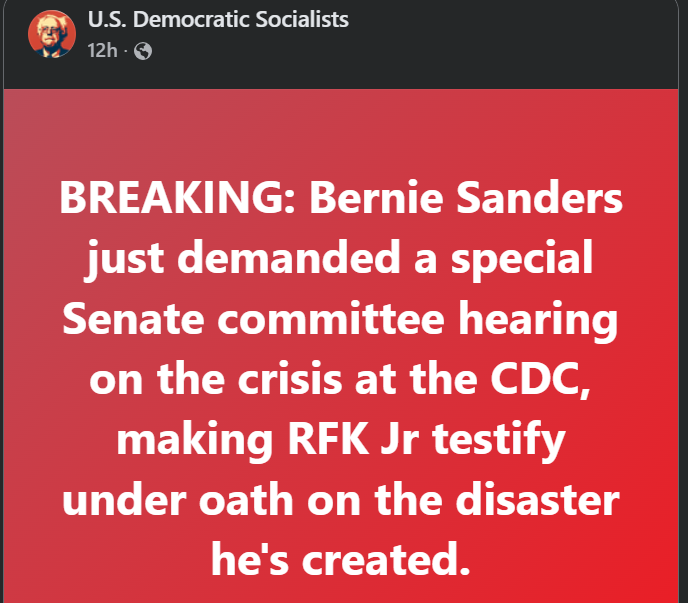 U.S. Democratic Socialists
12h ·
BREAKING: Bernie Sanders
just demanded a special
Senate committee hearing
on the crisis at the CDC,
making RFK Jr testify
under oath on the disaster
he's created.